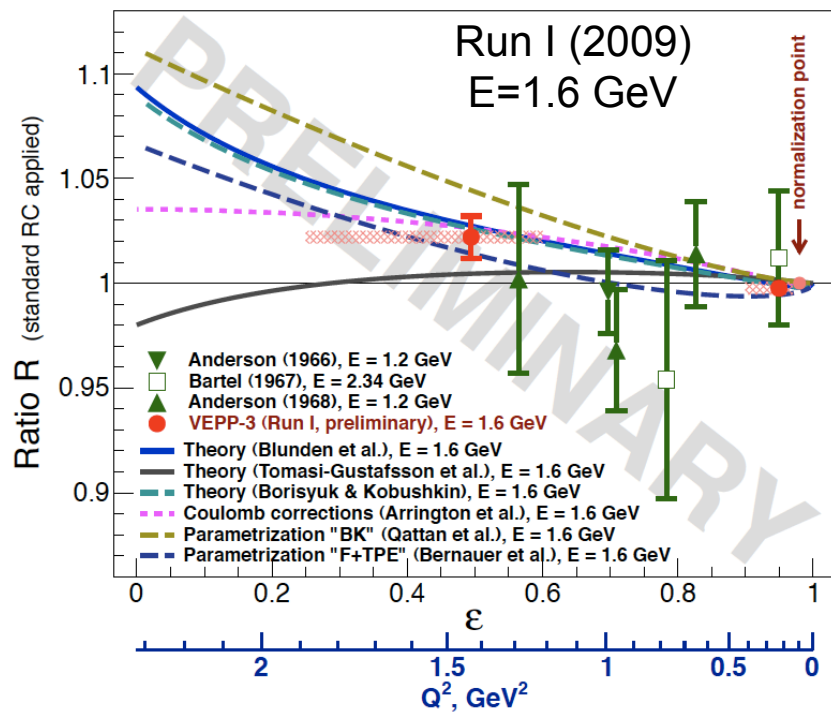 Run I (2009)
E=1.6 GeV
PRELIMINARY
normalization point
Ratio R (standard RC applied)
1.1
1.05
1
0.95
0.9
Anderson (1966), E = 1.2 GeV
Bartel (1967), E = 2.34 GeV
Anderson (1968), E = 1.2 GeV
VEPP-3 (Run I, preliminary), E = 1.6 GeV
Theory (Blunden et al.), E = 1.6 GeV
Theory (Tomasi-Gustafsson et al.), E = 1.6 GeV
Theory (Borisyuk & Kobushkin), E = 1.6 GeV
Coulomb corrections (Arrington et al.), E = 1.6 GeV
Parametrization "BK" (Qattan et al.), E = 1.6 GeV
Parametrization "F+TPE" (Bernauer et al.), E = 1.6 GeV
0 0.2 0.4 0.6 0.8 1
ε
2 1.5 1 0.5 0
Q², GeV²